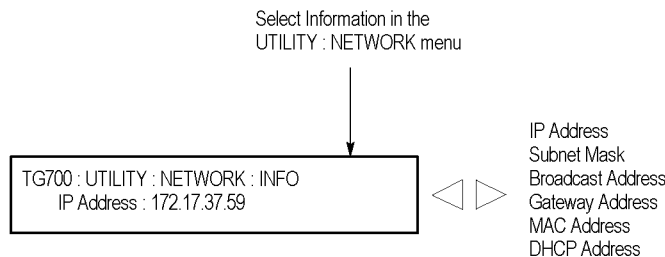 Select Information in the
UTILITY : NETWORK menu
TG700 : UTILITY : NETWORK : INFO
IP Address : 172.17.37.59
IP Address
Subnet Mask
Broadcast Address
Gateway Address
MAC Address
DHCP Address